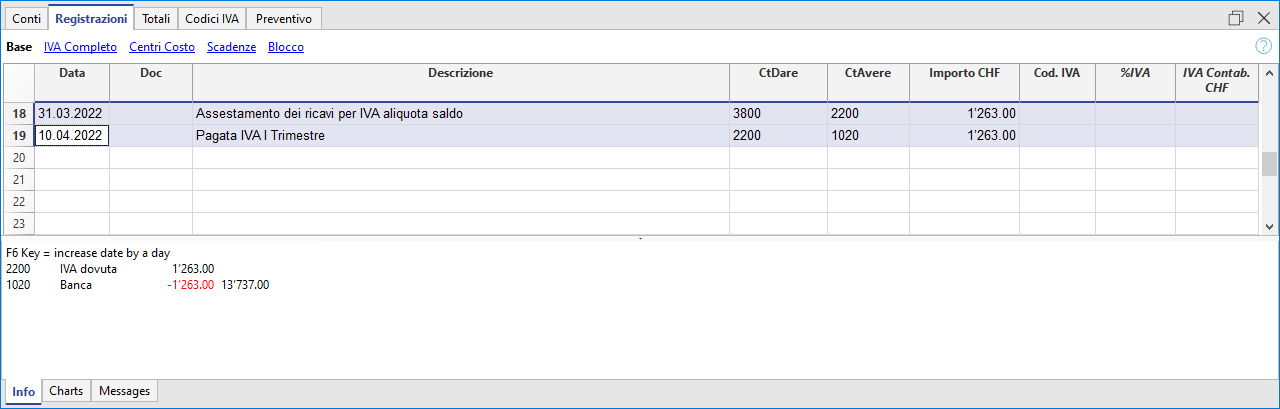 Conti Registrazioni Totali Codici IVA Preventivo
Base IVA Completo Centri Costo Scadenze Blocco ?
Data Doc Descrizione CtDare CtAvere Importo CHF Cod. IVA %IVA IVA Contab. CHF
18 31.03.2022 Assestamento dei ricavi per IVA aliquota saldo 3800 2200 1'263.00
19 10.04.2022 Pagata IVA I Trimestre 2200 1020 1'263.00
20
21
22
23
F6 Key = increase date by a day
2200 IVA dovuta 1'263.00
1020 Banca -1'263.00 13'737.00
Info Charts Messages